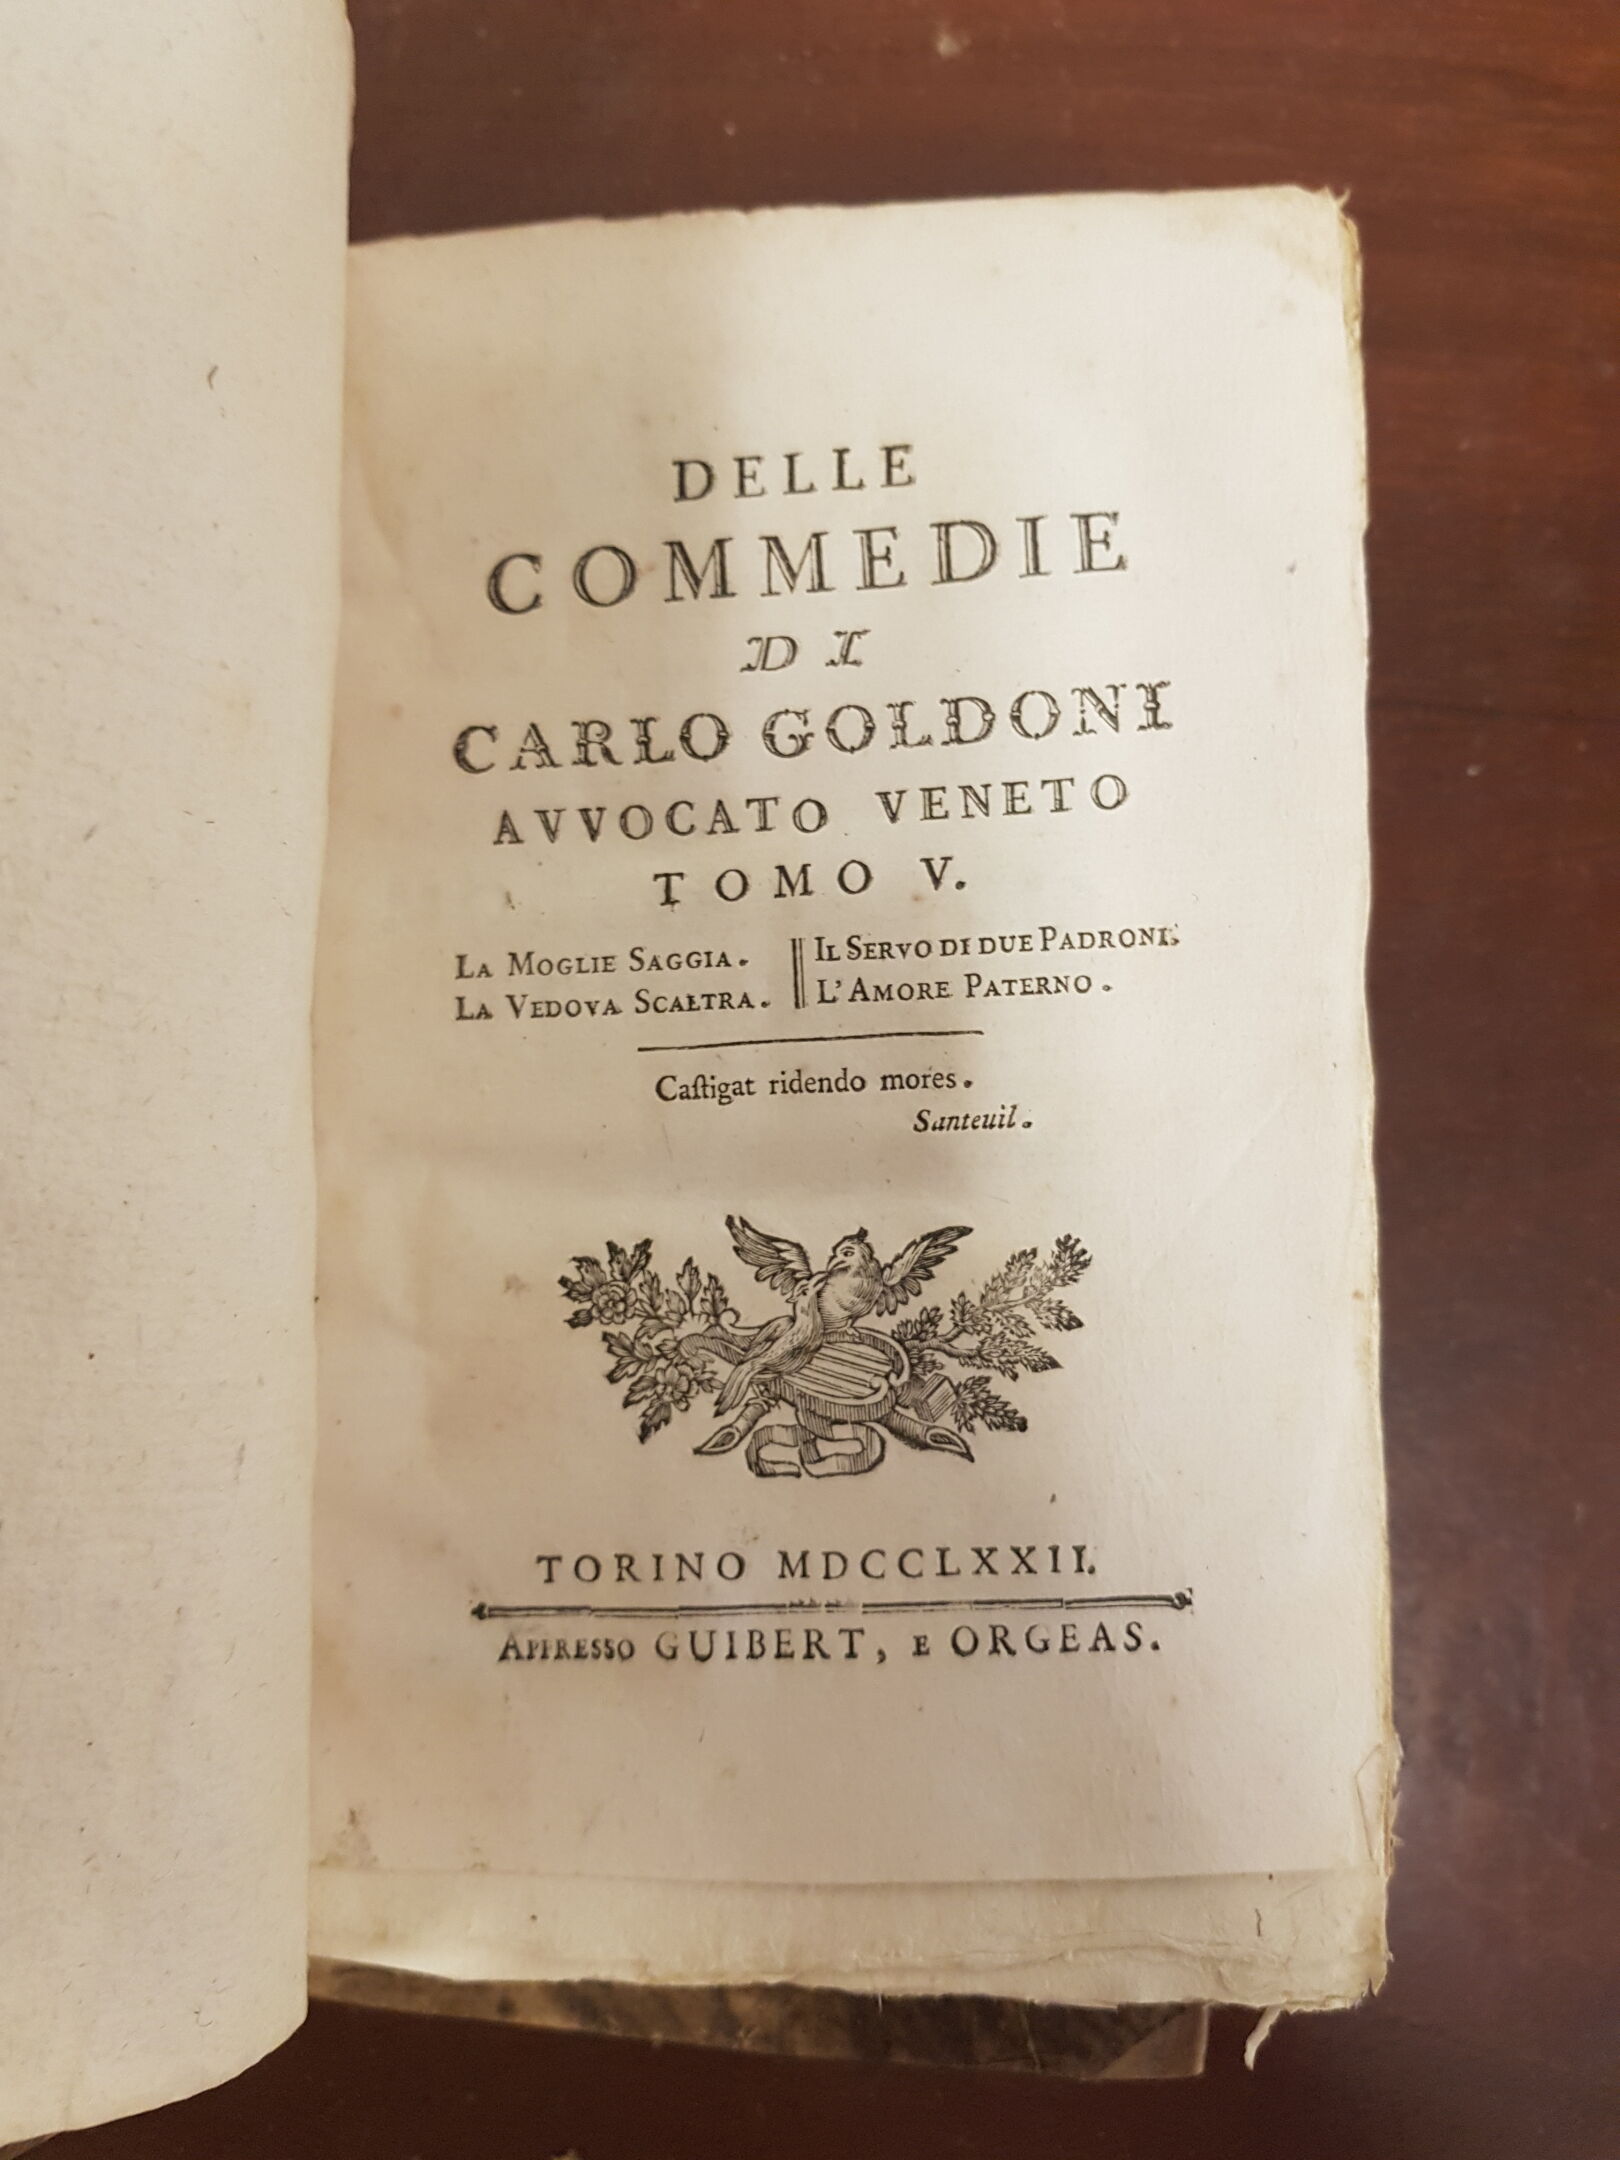 DELLE
COMMEDIE
DI
CARLO GOLDONI
AVVOCATO VENETO
TOMO V.
LA MOGLIE SAGGIA. || IL SERVO DI DUE PADRONI.
LA VEDOVA SCALTRA. || L'AMORE PATERNO.
Caſtigat ridendo mores.
Santeuil.
TORINO MDCCLXXII.
APPRESSO GUIBERT, E ORGEAS.